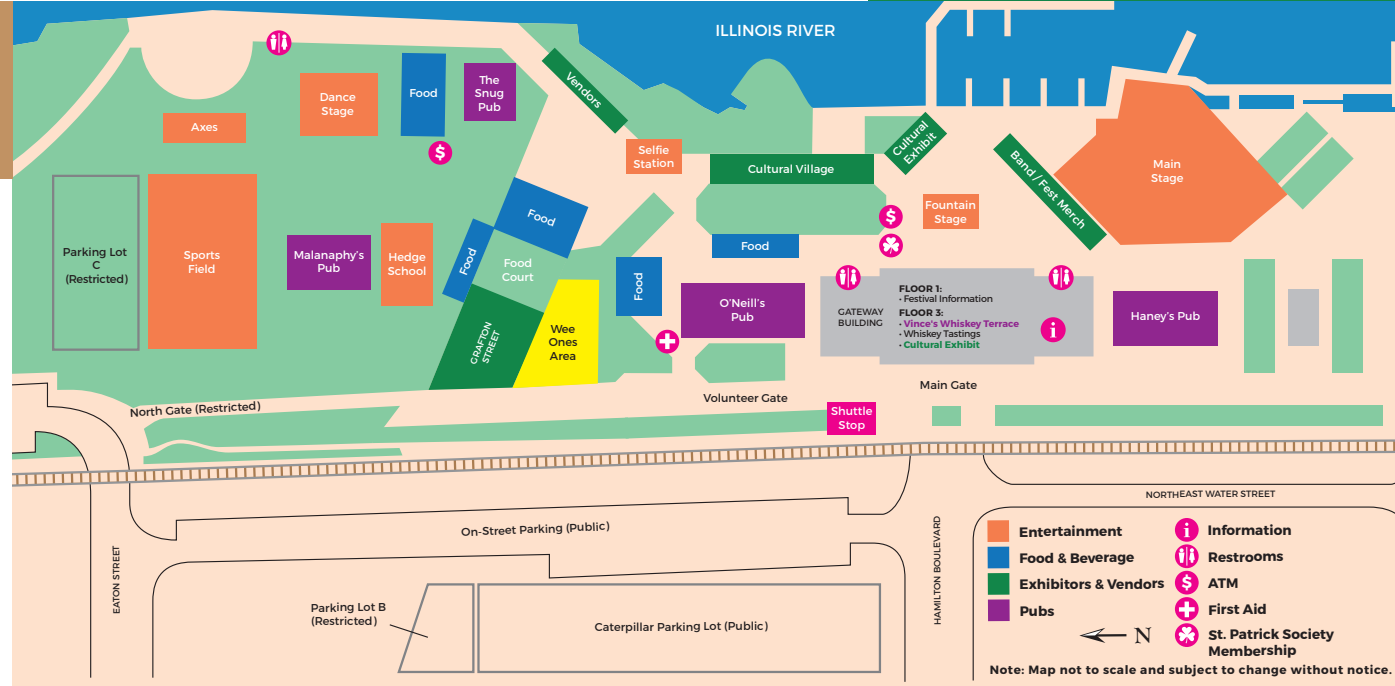 ILLINOIS RIVER
Vendors
The
Snug
Pub
Food
Dance
Stage
Axes
$
Selfie
Station
Cultural
Exhibit
Cultural Village
Band / Fest Merch
Main
Stage
Fountain
Stage
$
Food
Food
Food
Food
Court
Food
Parking Lot
C
(Restricted)
Sports
Field
Malanaphy's
Pub
Hedge
School
GRAFTON
STREET
Wee
Ones
Area
O'Neill's
Pub
GATEWAY
BUILDING
FLOOR 1:
• Festival Information
FLOOR 3:
• Vince's Whiskey Terrace
• Whiskey Tastings
• Cultural Exhibit
i
Haney's Pub
Main Gate
Volunteer Gate
North Gate (Restricted)
Shuttle
Stop
NORTHEAST WATER STREET
On-Street Parking (Public)
EATON STREET
HAMILTON BOULEVARD
Parking Lot B
(Restricted)
Caterpillar Parking Lot (Public)
Entertainment
Food & Beverage
Exhibitors & Vendors
Pubs
N
i Information
Restrooms
$ ATM
First Aid
St. Patrick Society
Membership
Note: Map not to scale and subject to change without notice.